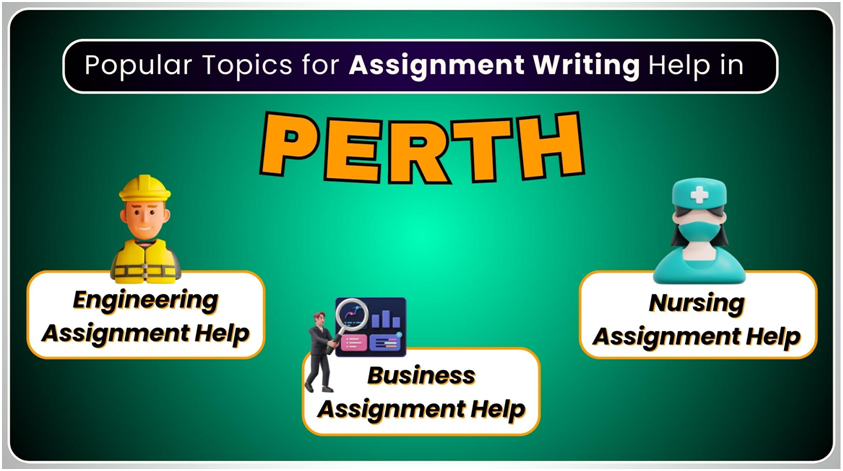 Popular Topics for Assignment Writing Help in
PERTH
Engineering
Assignment Help
Nursing
Assignment Help
Business
Assignment Help